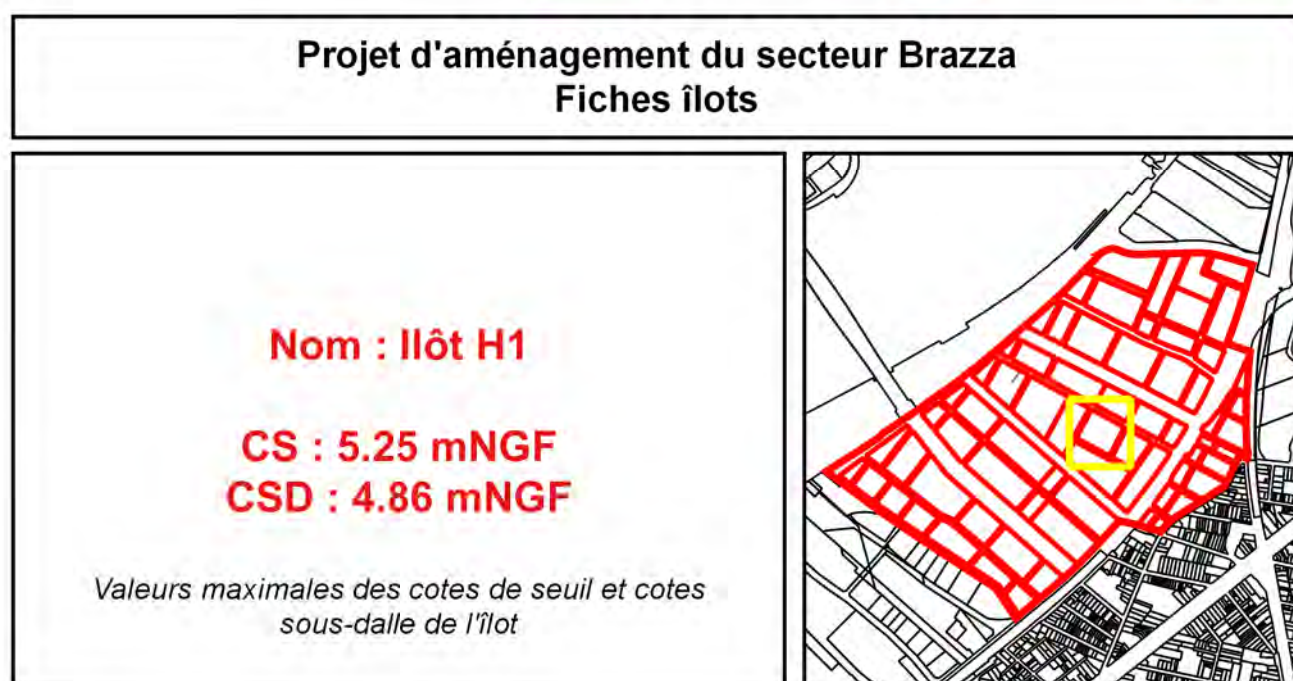 Projet d'aménagement du secteur Brazza
Fiches îlots
Nom : Ilôt H1
CS : 5.25 mNGF
CSD : 4.86 mNGF
Valeurs maximales des cotes de seuil et cotes
sous-dalle de l'îlot